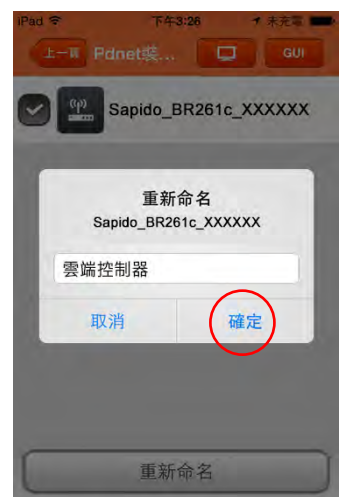 iPad 下午3:26 未充電
上一頁 Pdnet裝... GUI
Sapido_BR261c_XXXXXX
重新命名
Sapido_BR261c_XXXXXX
雲端控制器
取消 確定
重新命名